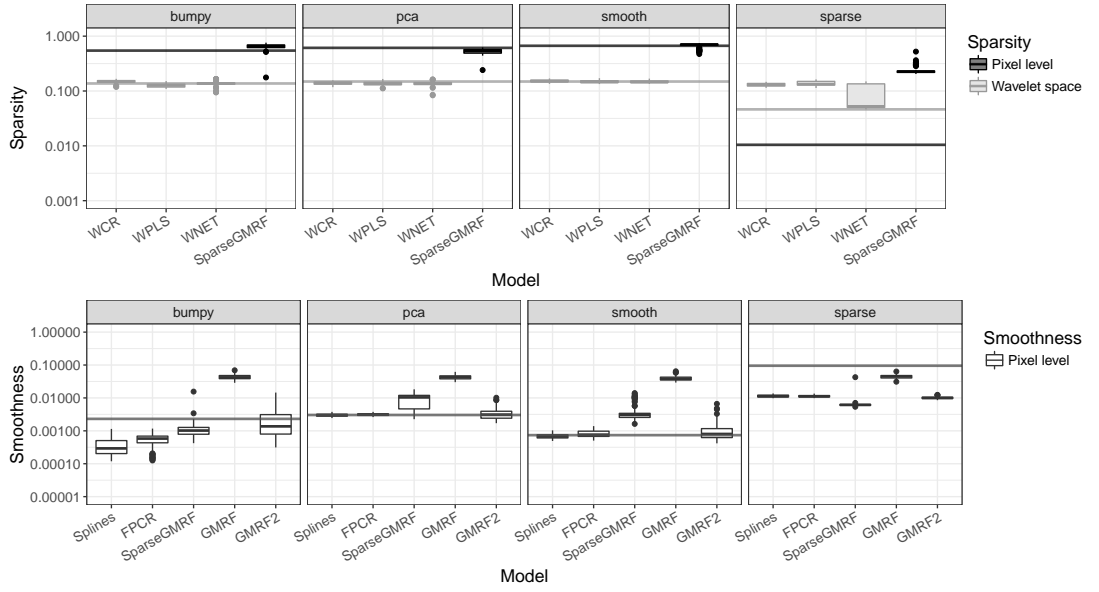 bumpy pca smooth sparse
1.000
0.100
0.010
0.001
Sparsity
WCR WPLS WNET SparseGMRF WCR WPLS WNET SparseGMRF WCR WPLS WNET SparseGMRF WCR WPLS WNET SparseGMRF
Model
Sparsity
Pixel level
Wavelet space
bumpy pca smooth sparse
1.00000
0.10000
0.01000
0.00100
0.00010
0.00001
Smoothness
Splines FPCR SparseGMRF GMRF GMRF2 Splines FPCR SparseGMRF GMRF GMRF2 Splines FPCR SparseGMRF GMRF GMRF2 Splines FPCR SparseGMRF GMRF GMRF2
Model
Smoothness
Pixel level